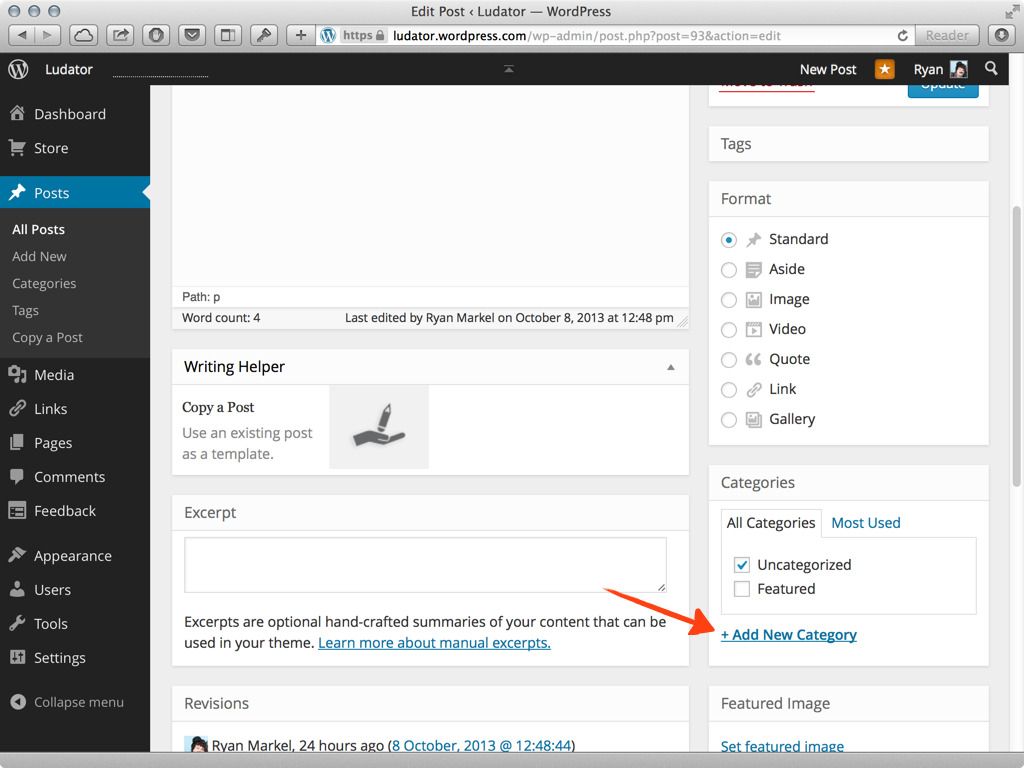 Edit Post ‹ Ludator — WordPress
https ludator.wordpress.com/wp-admin/post.php?post=93&action=edit
Reader
Ludator
New Post
Ryan
Dashboard
Store
Posts
All Posts
Add New
Categories
Tags
Copy a Post
Media
Links
Pages
Comments
Feedback
Appearance
Users
Tools
Settings
Collapse menu
Path: p
Word count: 4
Last edited by Ryan Markel on October 8, 2013 at 12:48 pm
Writing Helper
Copy a Post
Use an existing post
as a template.
Excerpt
Excerpts are optional hand-crafted summaries of your content that can be
used in your theme. Learn more about manual excerpts.
Revisions
Ryan Markel, 24 hours ago (8 October, 2013 @ 12:48:44)
Move to Trash
Update
Tags
Format
Standard
Aside
Image
Video
Quote
Link
Gallery
Categories
All Categories
Most Used
Uncategorized
Featured
+ Add New Category
Featured Image
Set featured image